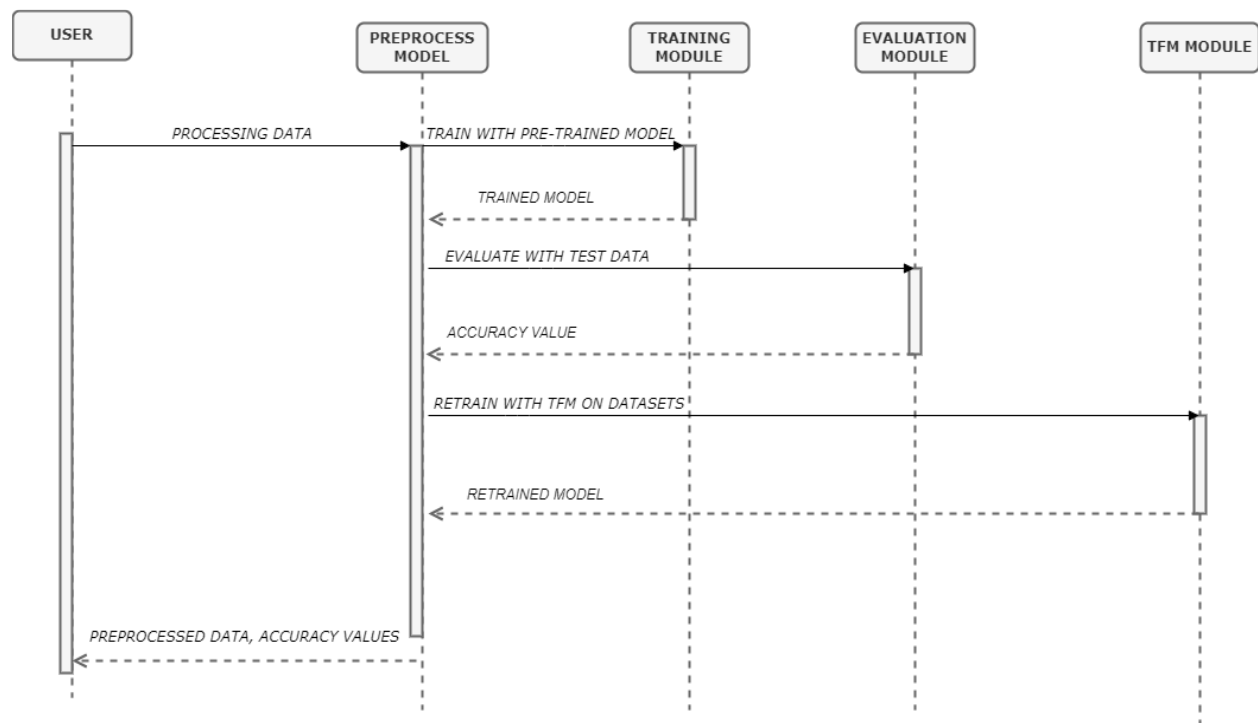 USER
PREPROCESS
MODEL
TRAINING
MODULE
EVALUATION
MODULE
TFM MODULE
PROCESSING DATA
TRAIN WITH PRE-TRAINED MODEL
TRAINED MODEL
EVALUATE WITH TEST DATA
ACCURACY VALUE
RETRAIN WITH TFM ON DATASETS
RETRAINED MODEL
PREPROCESSED DATA, ACCURACY VALUES